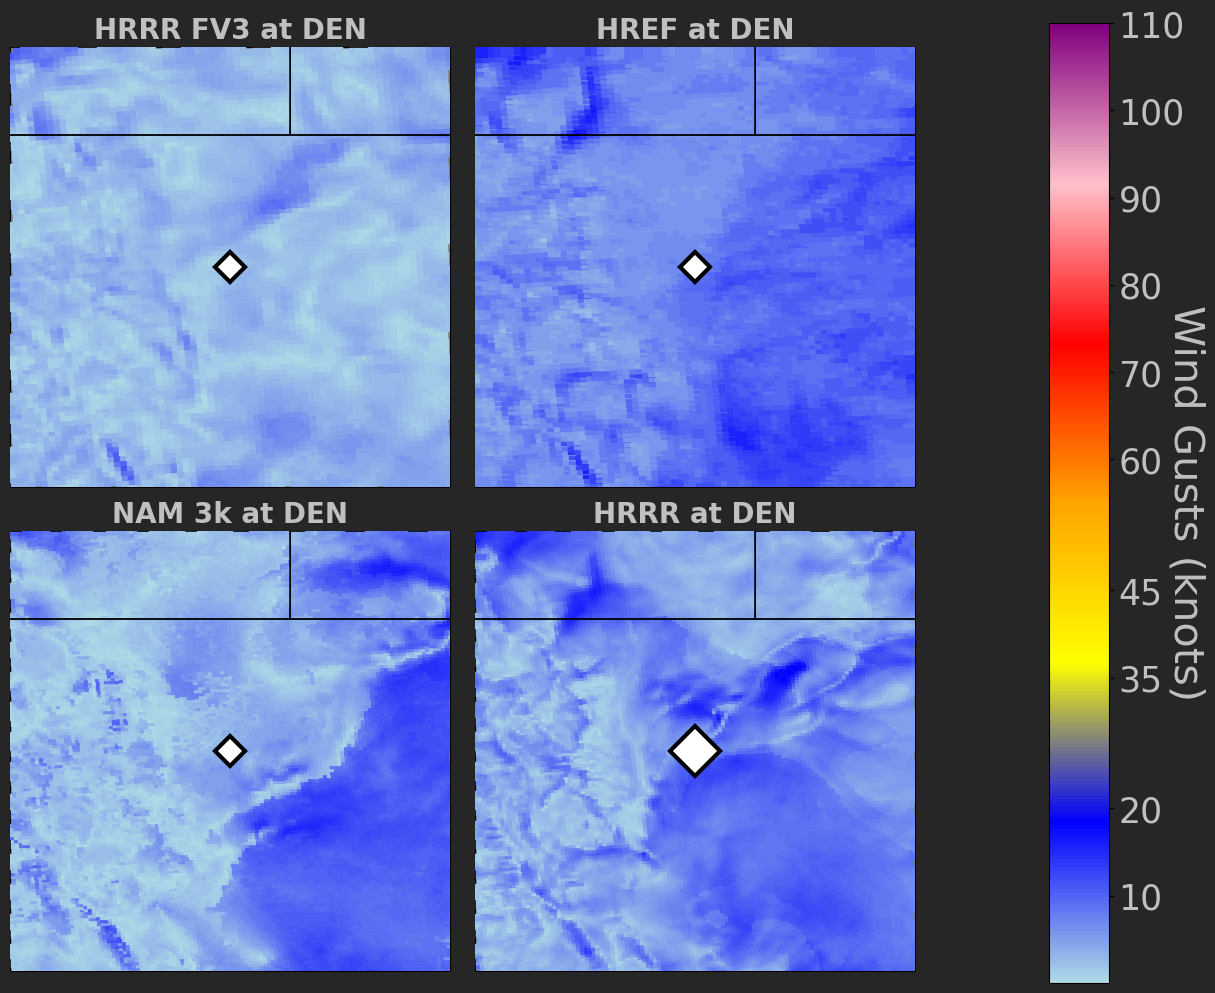 HRRR FV3 at DEN
HREF at DEN
NAM 3k at DEN
HRRR at DEN
110
100
90
80
70
60
45
35
20
10
Wind Gusts (knots)